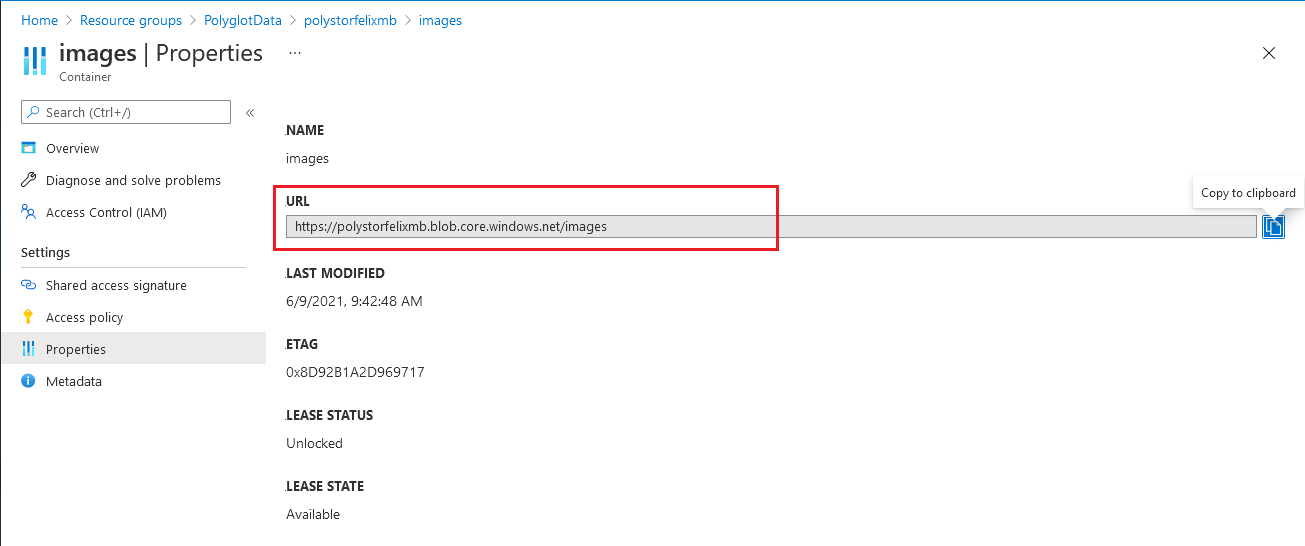 Home > Resource groups > PolyglotData > polystorfelixmb > images
images | Properties ...
Container
Search (Ctrl+/) «
Overview
Diagnose and solve problems
Access Control (IAM)
Settings
Shared access signature
Access policy
Properties
Metadata
NAME
images
URL
https://polystorfelixmb.blob.core.windows.net/images
Copy to clipboard
LAST MODIFIED
6/9/2021, 9:42:48 AM
ETAG
0x8D92B1A2D969717
LEASE STATUS
Unlocked
LEASE STATE
Available